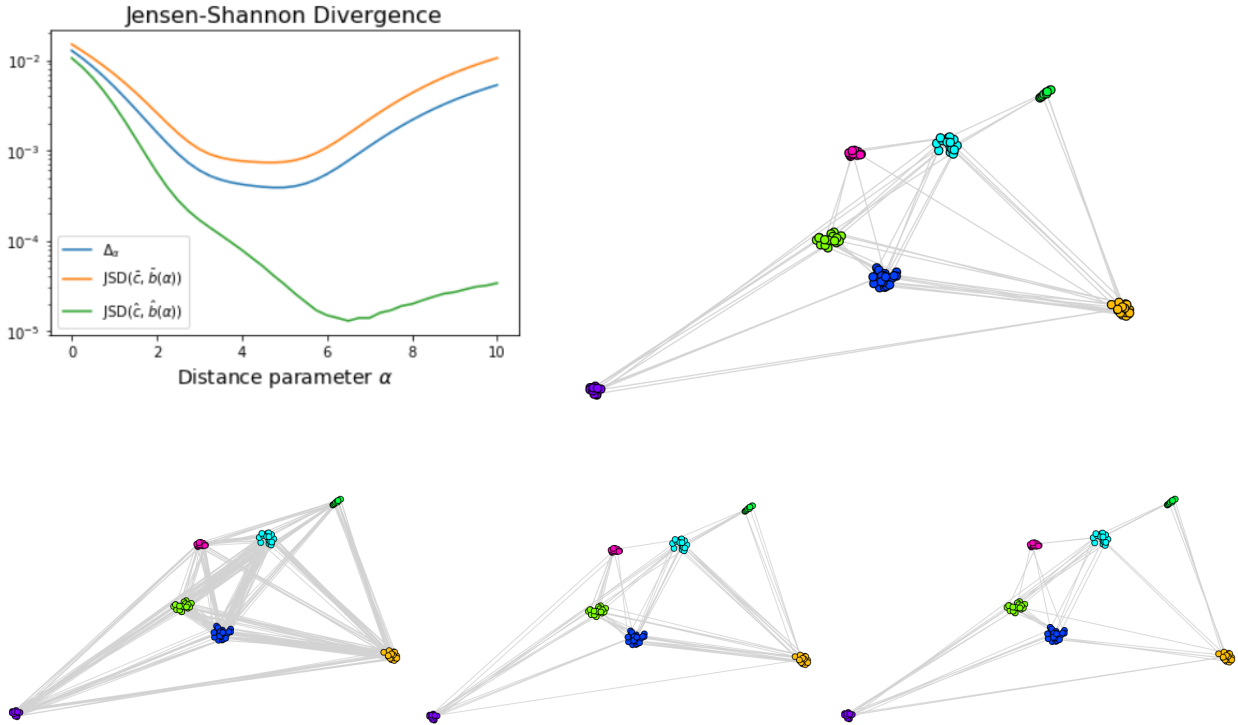 Jensen-Shannon Divergence
10⁻²
10⁻³
10⁻⁴
10⁻⁵
Δ_α
JSD(c̄, b̄(α))
JSD(ĉ, b̂(α))
0 2 4 6 8 10
Distance parameter α